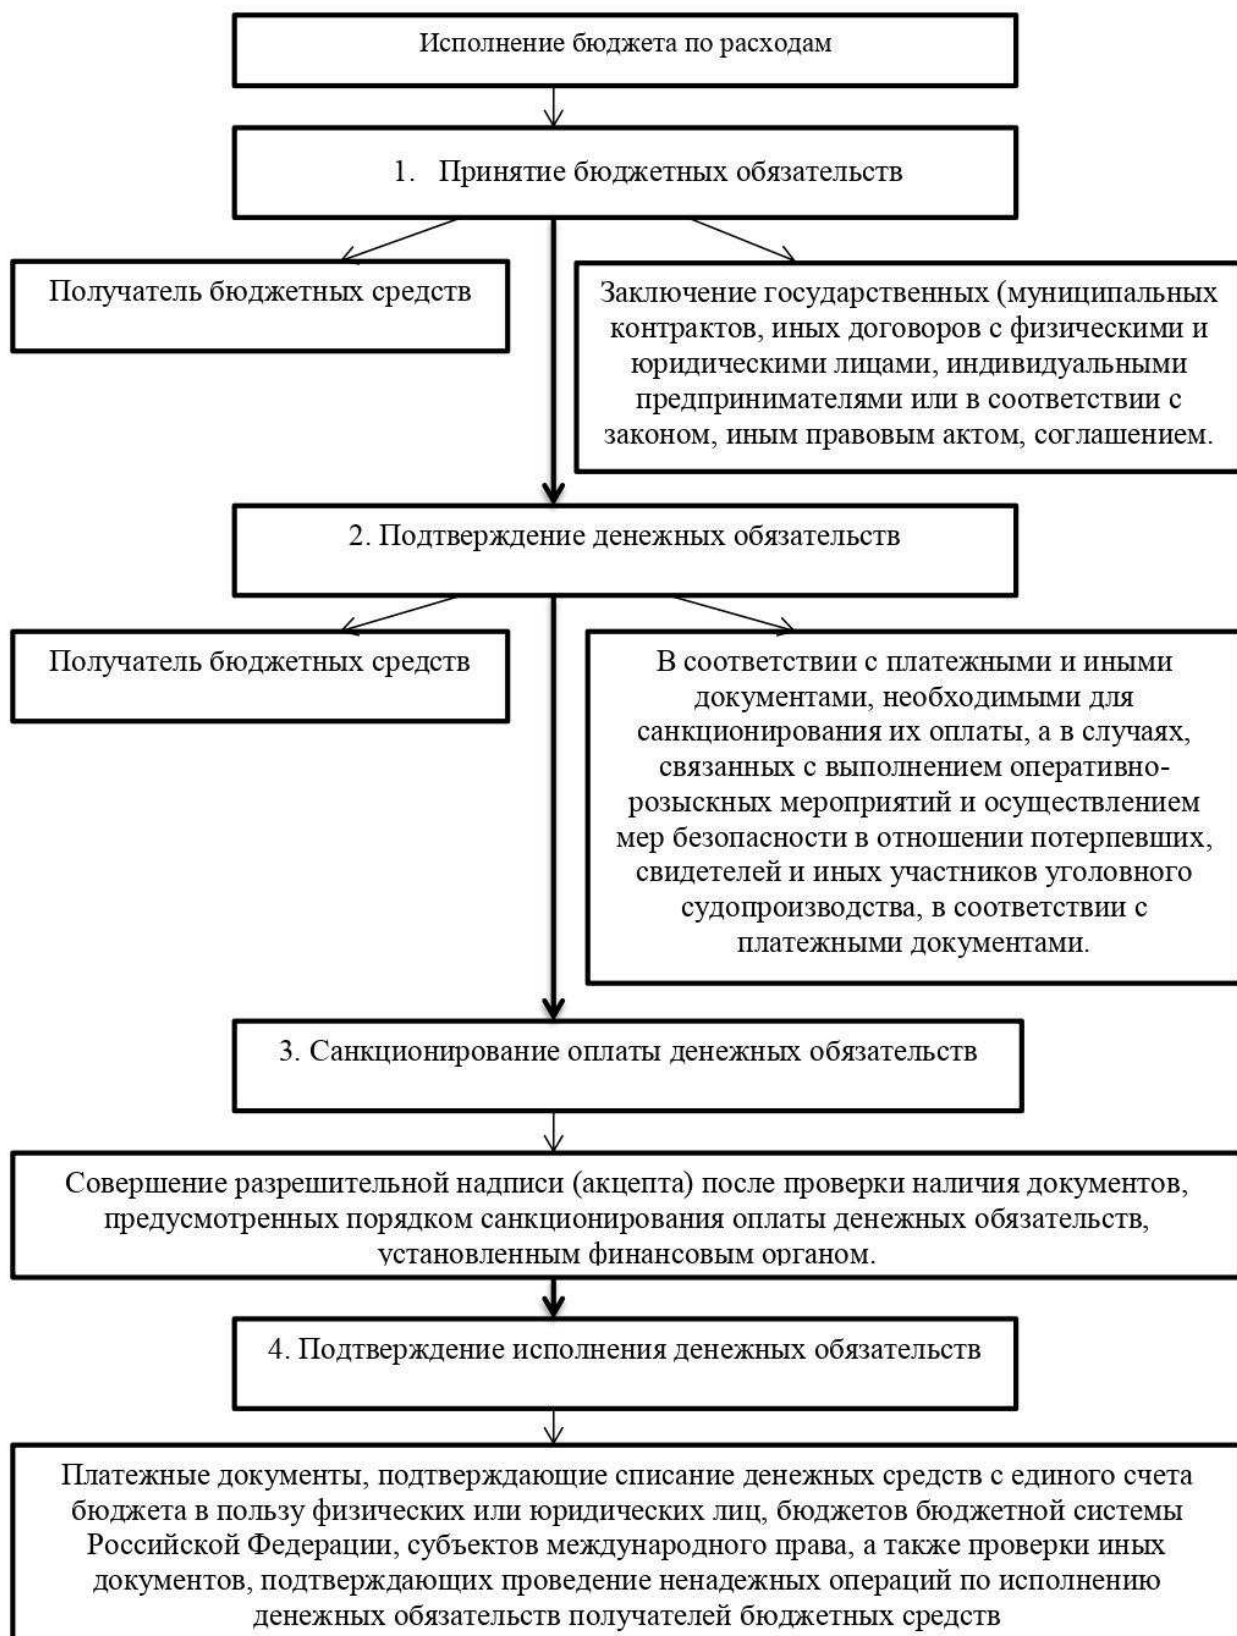 Исполнение бюджета по расходам
1. Принятие бюджетных обязательств
Получатель бюджетных средств
Заключение государственных (муниципальных
контрактов, иных договоров с физическими и
юридическими лицами, индивидуальными
предпринимателями или в соответствии с
законом, иным правовым актом, соглашением.
2. Подтверждение денежных обязательств
Получатель бюджетных средств
В соответствии с платежными и иными
документами, необходимыми для
санкционирования их оплаты, а в случаях,
связанных с выполнением оперативно-
розыскных мероприятий и осуществлением
мер безопасности в отношении потерпевших,
свидетелей и иных участников уголовного
судопроизводства, в соответствии с
платежными документами.
3. Санкционирование оплаты денежных обязательств
Совершение разрешительной надписи (акцепта) после проверки наличия документов,
предусмотренных порядком санкционирования оплаты денежных обязательств,
установленным финансовым органом.
4. Подтверждение исполнения денежных обязательств
Платежные документы, подтверждающие списание денежных средств с единого счета
бюджета в пользу физических или юридических лиц, бюджетов бюджетной системы
Российской Федерации, субъектов международного права, а также проверки иных
документов, подтверждающих проведение ненадежных операций по исполнению
денежных обязательств получателей бюджетных средств